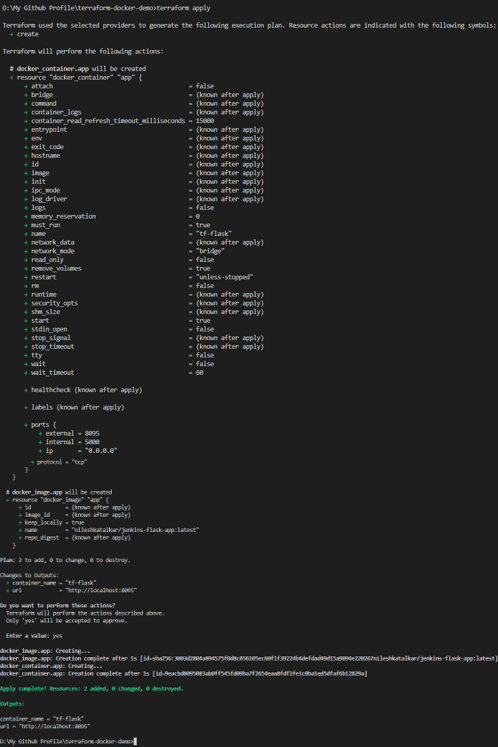 D:\My Github Profile\terraform-docker-demo>terraform apply
Terraform used the selected providers to generate the following execution plan. Resource actions are indicated with the following symbols:
+ create
Terraform will perform the following actions:
# docker_container.app will be created
+ resource "docker_container" "app" {
+ attach = false
+ bridge = (known after apply)
+ command = (known after apply)
+ container_logs = (known after apply)
+ container_read_refresh_timeout_milliseconds = 15000
+ entrypoint = (known after apply)
+ env = (known after apply)
+ exit_code = (known after apply)
+ hostname = (known after apply)
+ id = (known after apply)
+ image = (known after apply)
+ init = (known after apply)
+ ipc_mode = (known after apply)
+ log_driver = (known after apply)
+ logs = false
+ memory_reservation = 0
+ must_run = true
+ name = "tf-flask"
+ network_data = (known after apply)
+ network_mode = "bridge"
+ read_only = false
+ remove_volumes = true
+ restart = "unless-stopped"
+ rm = false
+ runtime = (known after apply)
+ security_opts = (known after apply)
+ shm_size = (known after apply)
+ start = true
+ stdin_open = false
+ stop_signal = (known after apply)
+ stop_timeout = (known after apply)
+ tty = false
+ wait = false
+ wait_timeout = 60
+ healthcheck (known after apply)
+ labels (known after apply)
+ ports {
+ external = 8095
+ internal = 5000
+ ip = "0.0.0.0"
+ protocol = "tcp"
}
}
# docker_image.app will be created
+ resource "docker_image" "app" {
+ id = (known after apply)
+ image_id = (known after apply)
+ keep_locally = true
+ name = "nileshkatalkar/jenkins-flask-app:latest"
+ repo_digest = (known after apply)
}
Plan: 2 to add, 0 to change, 0 to destroy.
Changes to Outputs:
+ container_name = "tf-flask"
+ url = "http://localhost:8095"
Do you want to perform these actions?
Terraform will perform the actions described above.
Only 'yes' will be accepted to approve.
Enter a value: yes
docker_image.app: Creating...
docker_image.app: Creation complete after 1s
docker_container.app: Creating...
docker_container.app: Creation complete after 1s
Apply complete! Resources: 2 added, 0 changed, 0 destroyed.
Outputs:
container_name = "tf-flask"
url = "http://localhost:8095"
D:\My Github Profile\terraform-docker-demo>